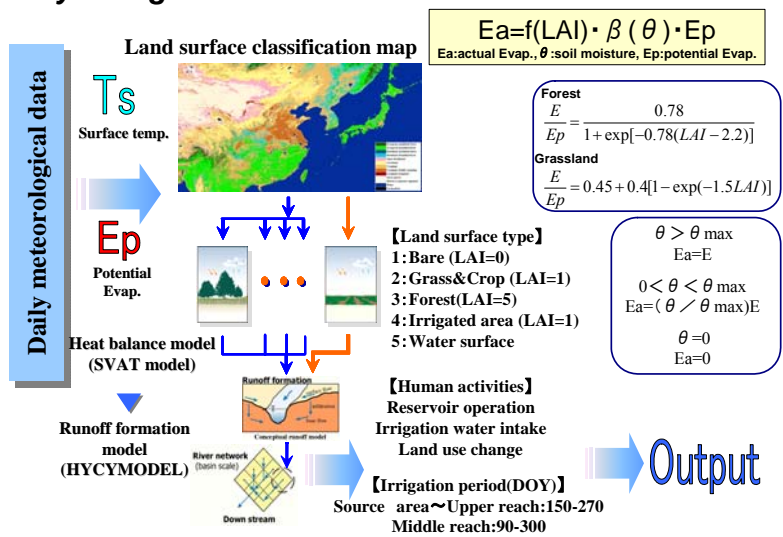 Ea=f(LAI)・β(θ)・Ep
Ea:actual Evap.,θ:soil moisture, Ep:potential Evap.
Land surface classification map
Daily meteorological data
Ts
Surface temp.
Ep
Potential
Evap.
Forest
E/Ep = 0.78/(1+exp[−0.78(LAI−2.2)])
Grassland
E/Ep = 0.45+0.4[1−exp(−1.5LAI)]
θ>θmax
Ea=E
0<θ<θmax
Ea=(θ/θmax)E
θ=0
Ea=0
【Land surface type】
1:Bare (LAI=0)
2:Grass&Crop (LAI=1)
3:Forest(LAI=5)
4:Irrigated area (LAI=1)
5:Water surface
Heat balance model
(SVAT model)
Runoff formation
model
(HYCYMODEL)
Runoff formation
Conceptual runoff model
River network
(basin scale)
Down stream
【Human activities】
Reservoir operation
Irrigation water intake
Land use change
【Irrigation period(DOY)】
Source area～Upper reach:150-270
Middle reach:90-300
Output